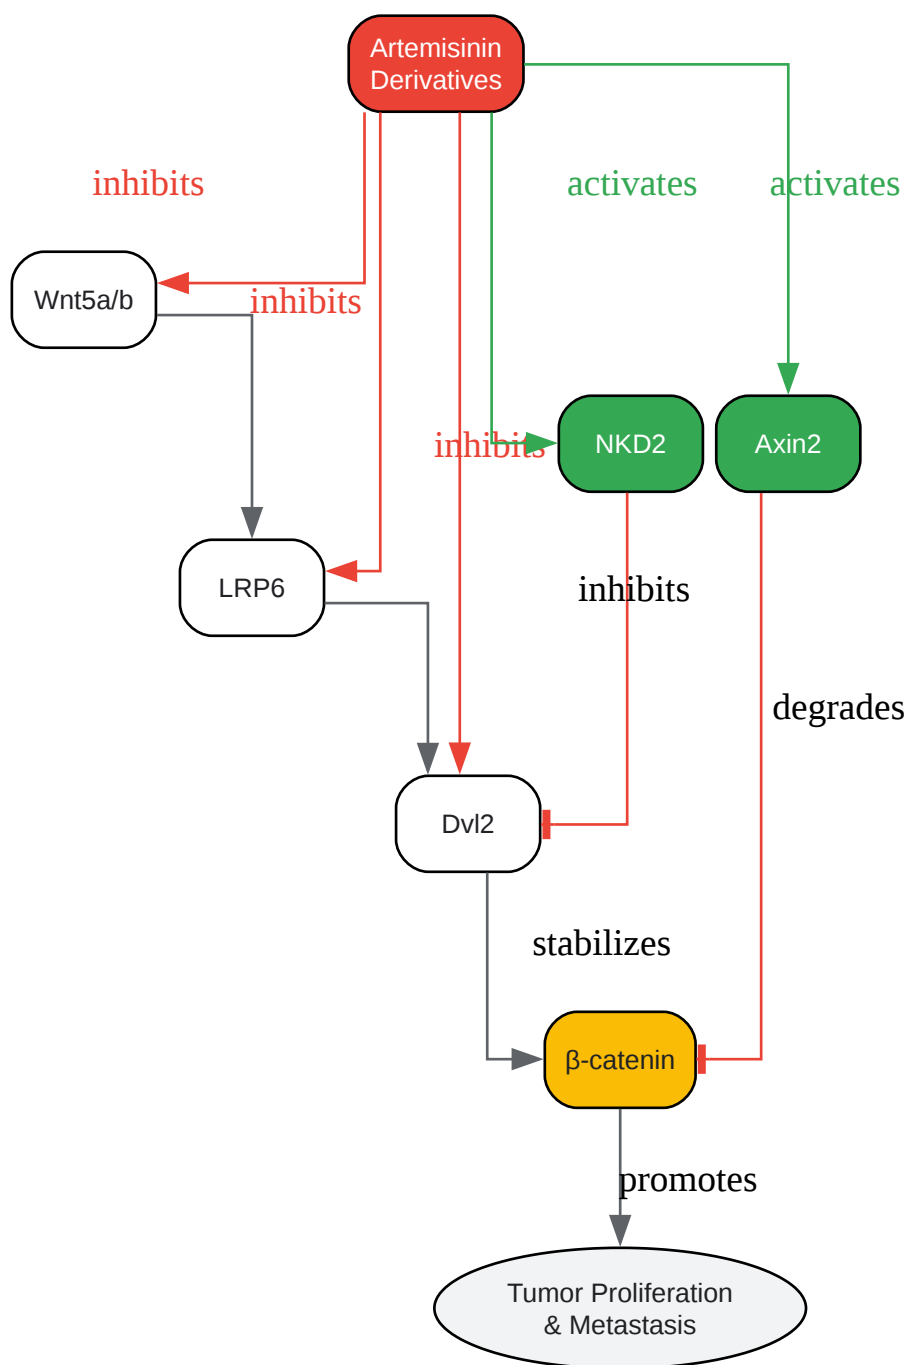 Artemisinin
Derivatives
inhibits
activates
activates
Wnt5a/b
inhibits
inhibits
NKD2
Axin2
LRP6
inhibits
degrades
Dvl2
stabilizes
β-catenin
promotes
Tumor Proliferation
& Metastasis